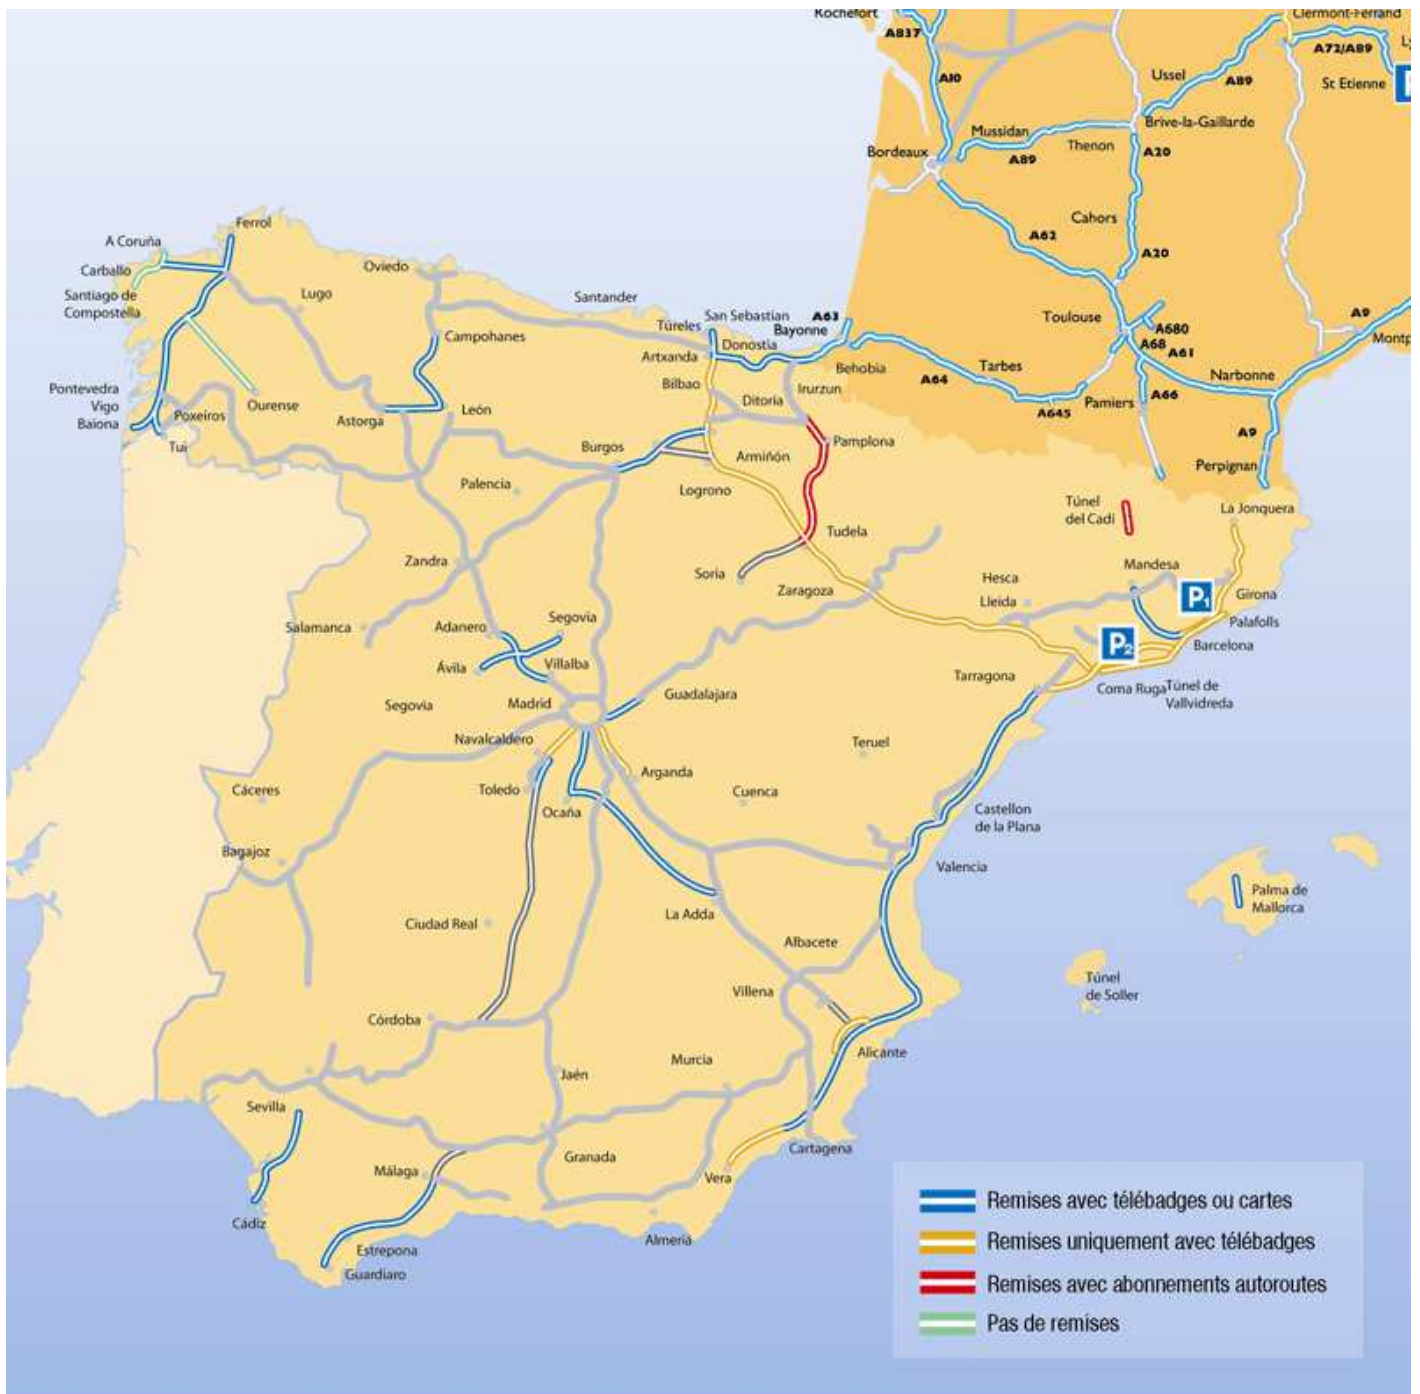 Rochefort
Clermont-Ferrand
A837
A72/A89
Ly
Ussel
A10
A89
St Etienne
P
Mussidan
Brive-la-Gaillarde
Bordeaux
Thenon
A89
A20
Cahors
Ferrol
A62
A Coruña
A20
Carballo
Oviedo
Santiago de
Compostella
Lugo
Santander
San Sebastian
A63
Toulouse
A9
Túreles
Bayonne
A680
Campohanes
Donostia
A68
Montp
Artxanda
A61
Behobia
Tarbes
Narbonne
A64
Pontevedra
Bilbao
Irurzun
A66
Vigo
Ourense
Ditoria
Pamiers
Baiona
Poxeiros
León
A645
Astorga
A9
Tui
Burgos
Pamplona
Armiñón
Perpignan
Palencia
Logrono
Túnel
del Cadí
La Jonquera
Tudela
Zandra
Mandesa
Soria
Hesca
Zaragoza
Lleida
P1
Girona
Segovia
Palafolls
Salamanca
Adanero
P2
Barcelona
Ávila
Villalba
Tarragona
Coma Ruga
Túnel de
Vallvidreda
Guadalajara
Segovia
Madrid
Navalcaldero
Teruel
Arganda
Cáceres
Toledo
Cuenca
Ocaña
Castellon
de la Plana
Bagajoz
Valencia
Palma de
Mallorca
La Adda
Ciudad Real
Albacete
Túnel
de Soller
Villena
Córdoba
Alicante
Murcia
Jaén
Sevilla
Cartagena
Granada
Málaga
Vera
Cádiz
Almeriá
Estrepona
Guardiaro
Remises avec télébadges ou cartes
Remises uniquement avec télébadges
Remises avec abonnements autoroutes
Pas de remises